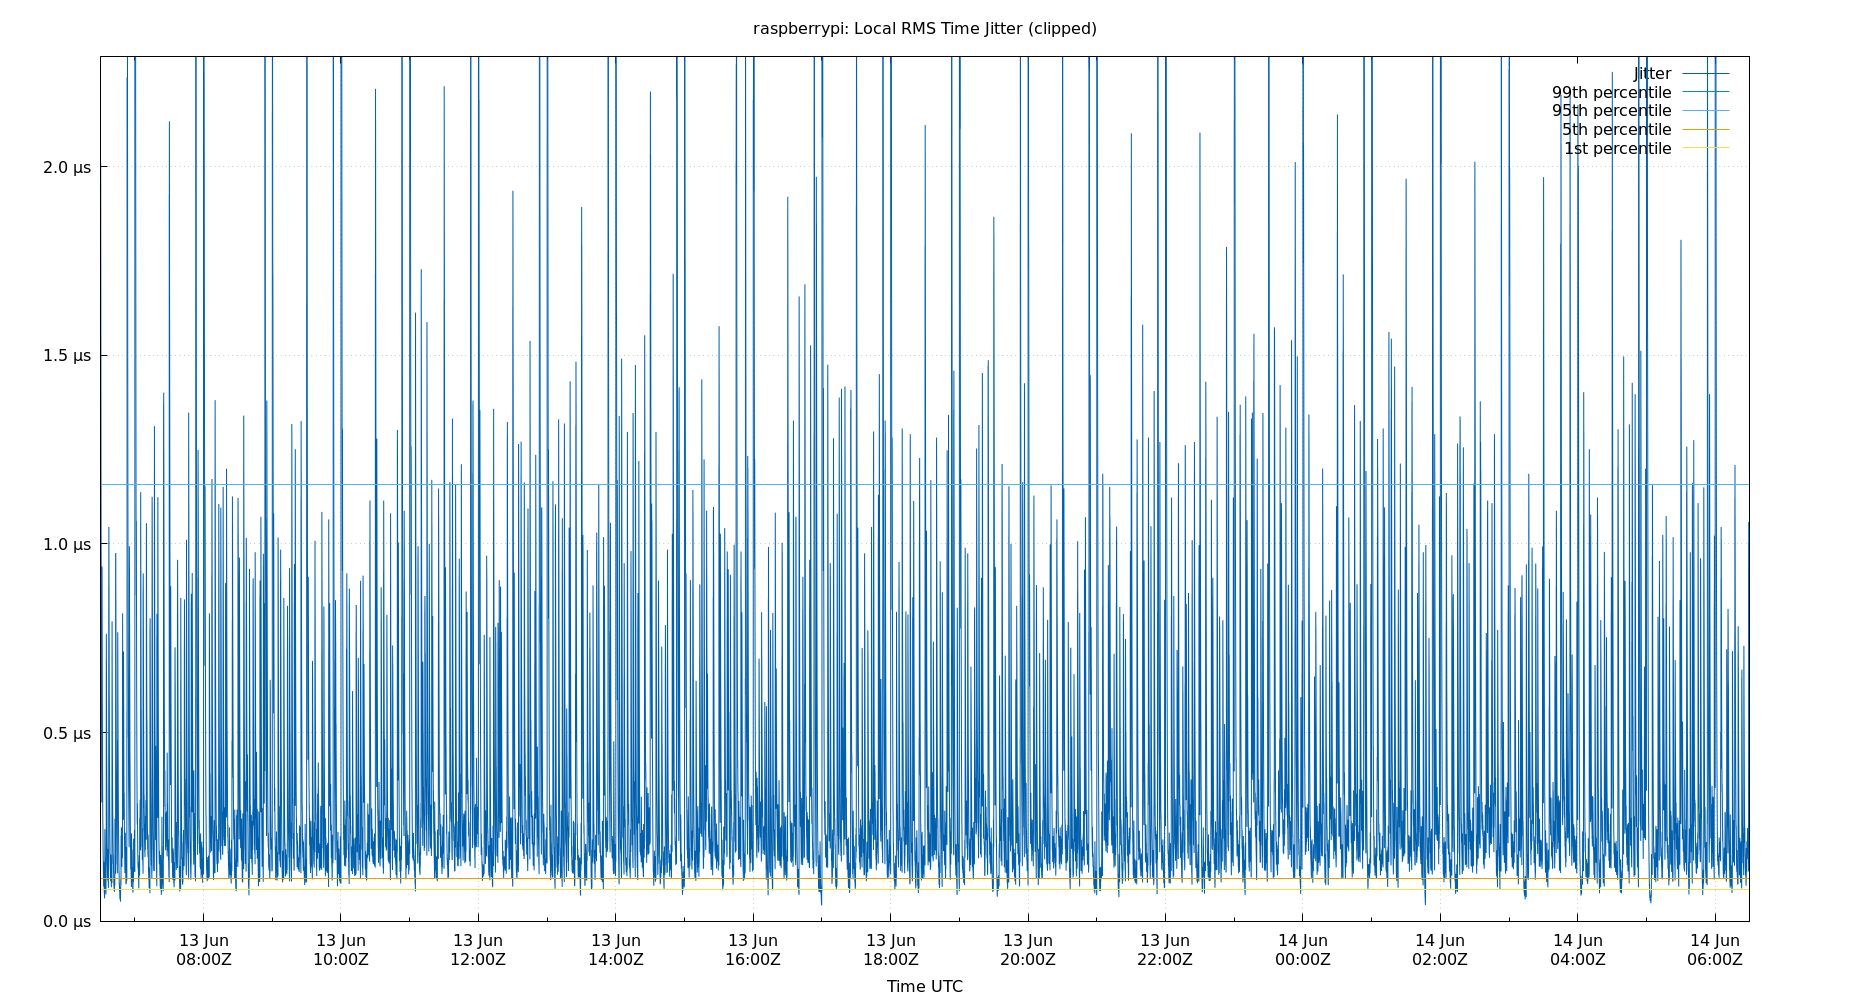 raspberrypi: Local RMS Time Jitter (clipped)
Jitter
99th percentile
95th percentile
5th percentile
1st percentile
2.0 µs
1.5 µs
1.0 µs
0.5 µs
0.0 µs
13 Jun 13 Jun 13 Jun 13 Jun 13 Jun 13 Jun 13 Jun 13 Jun 14 Jun 14 Jun 14 Jun 14 Jun
08:00Z 10:00Z 12:00Z 14:00Z 16:00Z 18:00Z 20:00Z 22:00Z 00:00Z 02:00Z 04:00Z 06:00Z
Time UTC